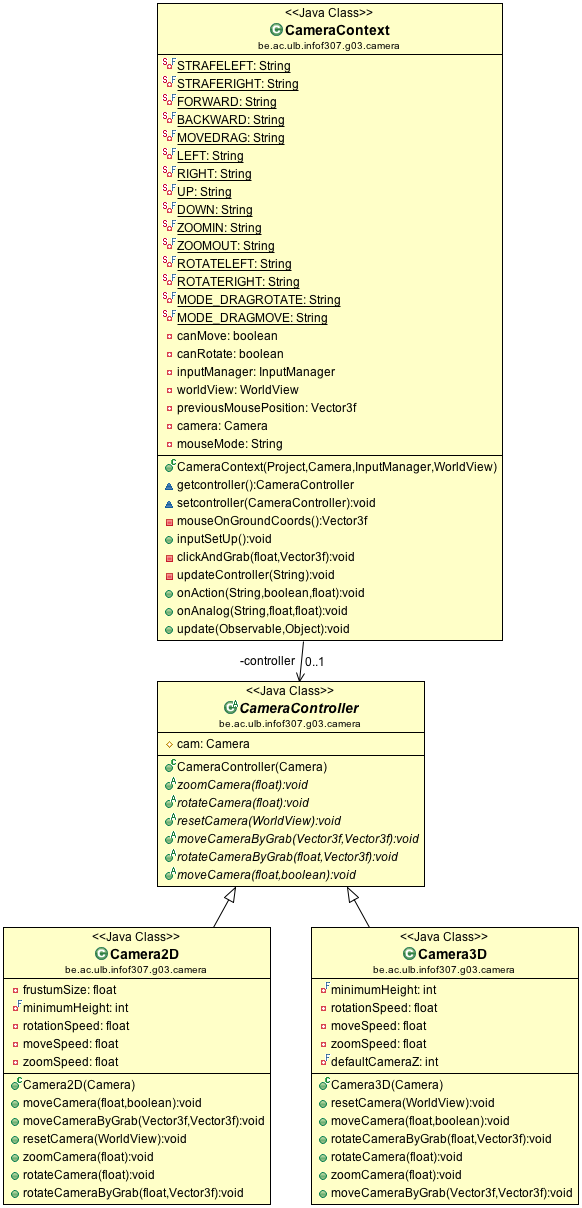 <<Java Class>>
CameraContext
be.ac.ulb.infof307.g03.camera
STRAFELEFT: String
STRAFERIGHT: String
FORWARD: String
BACKWARD: String
MOVEDRAG: String
LEFT: String
RIGHT: String
UP: String
DOWN: String
ZOOMIN: String
ZOOMOUT: String
ROTATELEFT: String
ROTATERIGHT: String
MODE_DRAGROTATE: String
MODE_DRAGMOVE: String
canMove: boolean
canRotate: boolean
inputManager: InputManager
worldView: WorldView
previousMousePosition: Vector3f
camera: Camera
mouseMode: String
CameraContext(Project,Camera,InputManager,WorldView)
getcontroller():CameraController
setcontroller(CameraController):void
mouseOnGroundCoords():Vector3f
inputSetUp():void
clickAndGrab(float,Vector3f):void
updateController(String):void
onAction(String,boolean,float):void
onAnalog(String,float,float):void
update(Observable,Object):void
-controller 0..1
<<Java Class>>
CameraController
be.ac.ulb.infof307.g03.camera
cam: Camera
CameraController(Camera)
zoomCamera(float):void
rotateCamera(float):void
resetCamera(WorldView):void
moveCameraByGrab(Vector3f,Vector3f):void
rotateCameraByGrab(float,Vector3f):void
moveCamera(float,boolean):void
<<Java Class>>
Camera2D
be.ac.ulb.infof307.g03.camera
frustumSize: float
minimumHeight: int
rotationSpeed: float
moveSpeed: float
zoomSpeed: float
Camera2D(Camera)
moveCamera(float,boolean):void
moveCameraByGrab(Vector3f,Vector3f):void
resetCamera(WorldView):void
zoomCamera(float):void
rotateCamera(float):void
rotateCameraByGrab(float,Vector3f):void
<<Java Class>>
Camera3D
be.ac.ulb.infof307.g03.camera
minimumHeight: int
rotationSpeed: float
moveSpeed: float
zoomSpeed: float
defaultCameraZ: int
Camera3D(Camera)
resetCamera(WorldView):void
moveCamera(float,boolean):void
rotateCameraByGrab(float,Vector3f):void
rotateCamera(float):void
zoomCamera(float):void
moveCameraByGrab(Vector3f,Vector3f):void